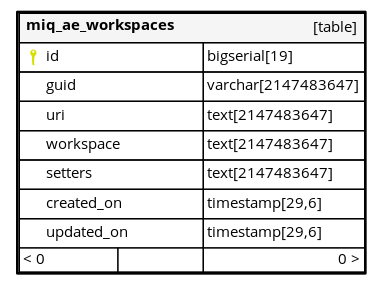 miq_ae_workspaces [table]
id bigserial[19]
guid varchar[2147483647]
uri text[2147483647]
workspace text[2147483647]
setters text[2147483647]
created_on timestamp[29,6]
updated_on timestamp[29,6]
< 0 0 >